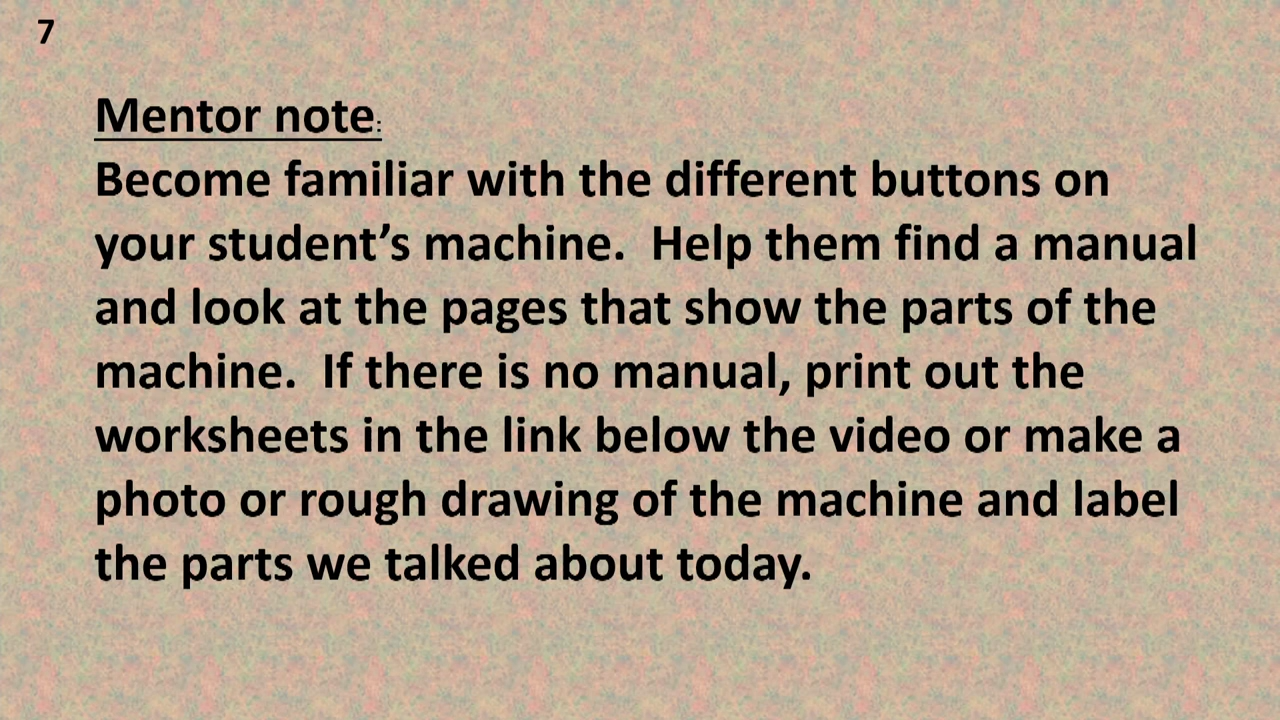 7
Mentor note:
Become familiar with the different buttons on
your student’s machine.  Help them find a manual
and look at the pages that show the parts of the
machine.  If there is no manual, print out the
worksheets in the link below the video or make a
photo or rough drawing of the machine and label
the parts we talked about today.